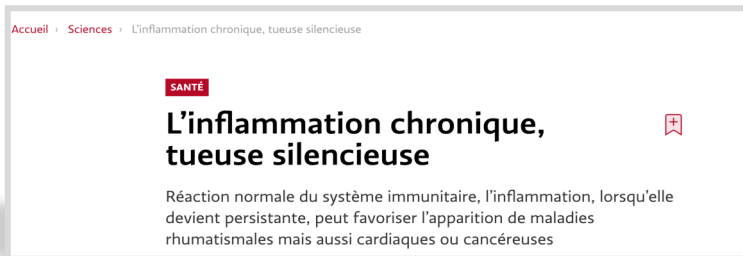 Accueil › Sciences › L'inflammation chronique, tueuse silencieuse
SANTÉ
L'inflammation chronique,
tueuse silencieuse
Réaction normale du système immunitaire, l'inflammation, lorsqu'elle
devient persistante, peut favoriser l'apparition de maladies
rhumatismales mais aussi cardiaques ou cancéreuses